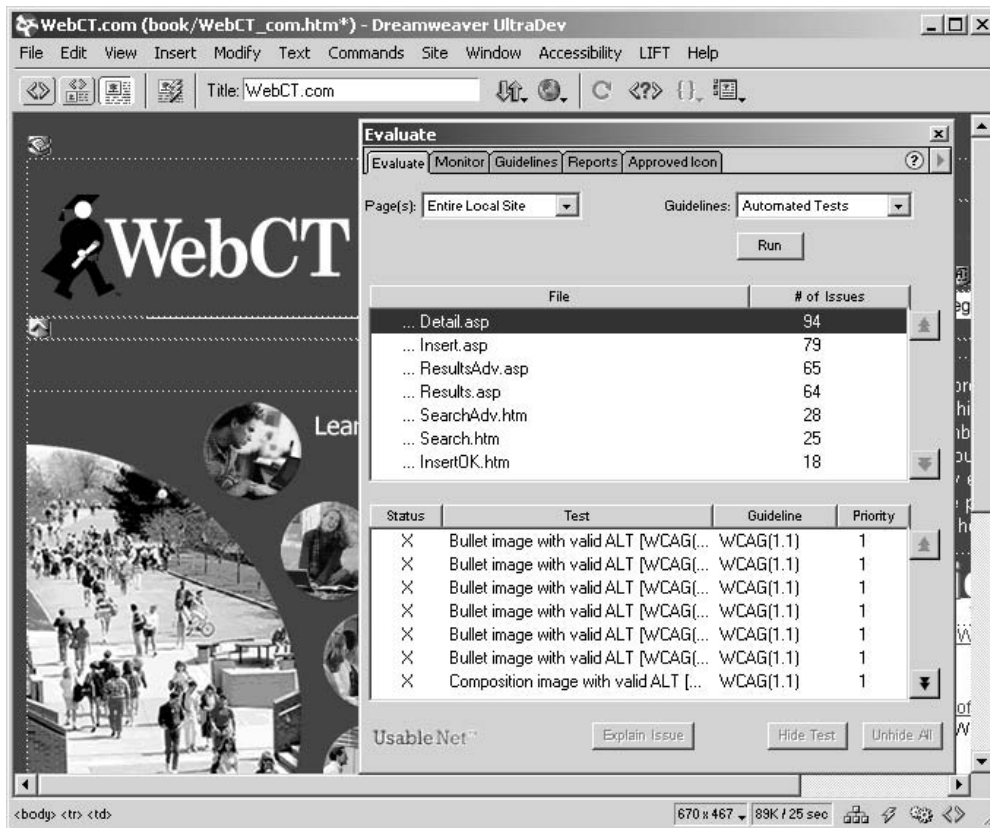 WebCT.com (book/WebCT_com.htm*) - Dreamweaver UltraDev
File Edit View Insert Modify Text Commands Site Window Accessibility LIFT Help
Title: WebCT.com
Evaluate
Evaluate Monitor Guidelines Reports Approved Icon
Page(s): Entire Local Site Guidelines: Automated Tests
Run
WebCT
Lear
File # of Issues
... Detail.asp 94
... Insert.asp 79
... ResultsAdv.asp 65
... Results.asp 64
... SearchAdv.htm 28
... Search.htm 25
... InsertOK.htm 18
Status Test Guideline Priority
X Bullet image with valid ALT [WCAG(... WCAG(1.1) 1
X Bullet image with valid ALT [WCAG(... WCAG(1.1) 1
X Bullet image with valid ALT [WCAG(... WCAG(1.1) 1
X Bullet image with valid ALT [WCAG(... WCAG(1.1) 1
X Bullet image with valid ALT [WCAG(... WCAG(1.1) 1
X Bullet image with valid ALT [WCAG(... WCAG(1.1) 1
X Composition image with valid ALT [... WCAG(1.1) 1
UsableNet Explain Issue Hide Test Unhide All
<body> <tr> <td> 670 x 467 89K / 25 sec